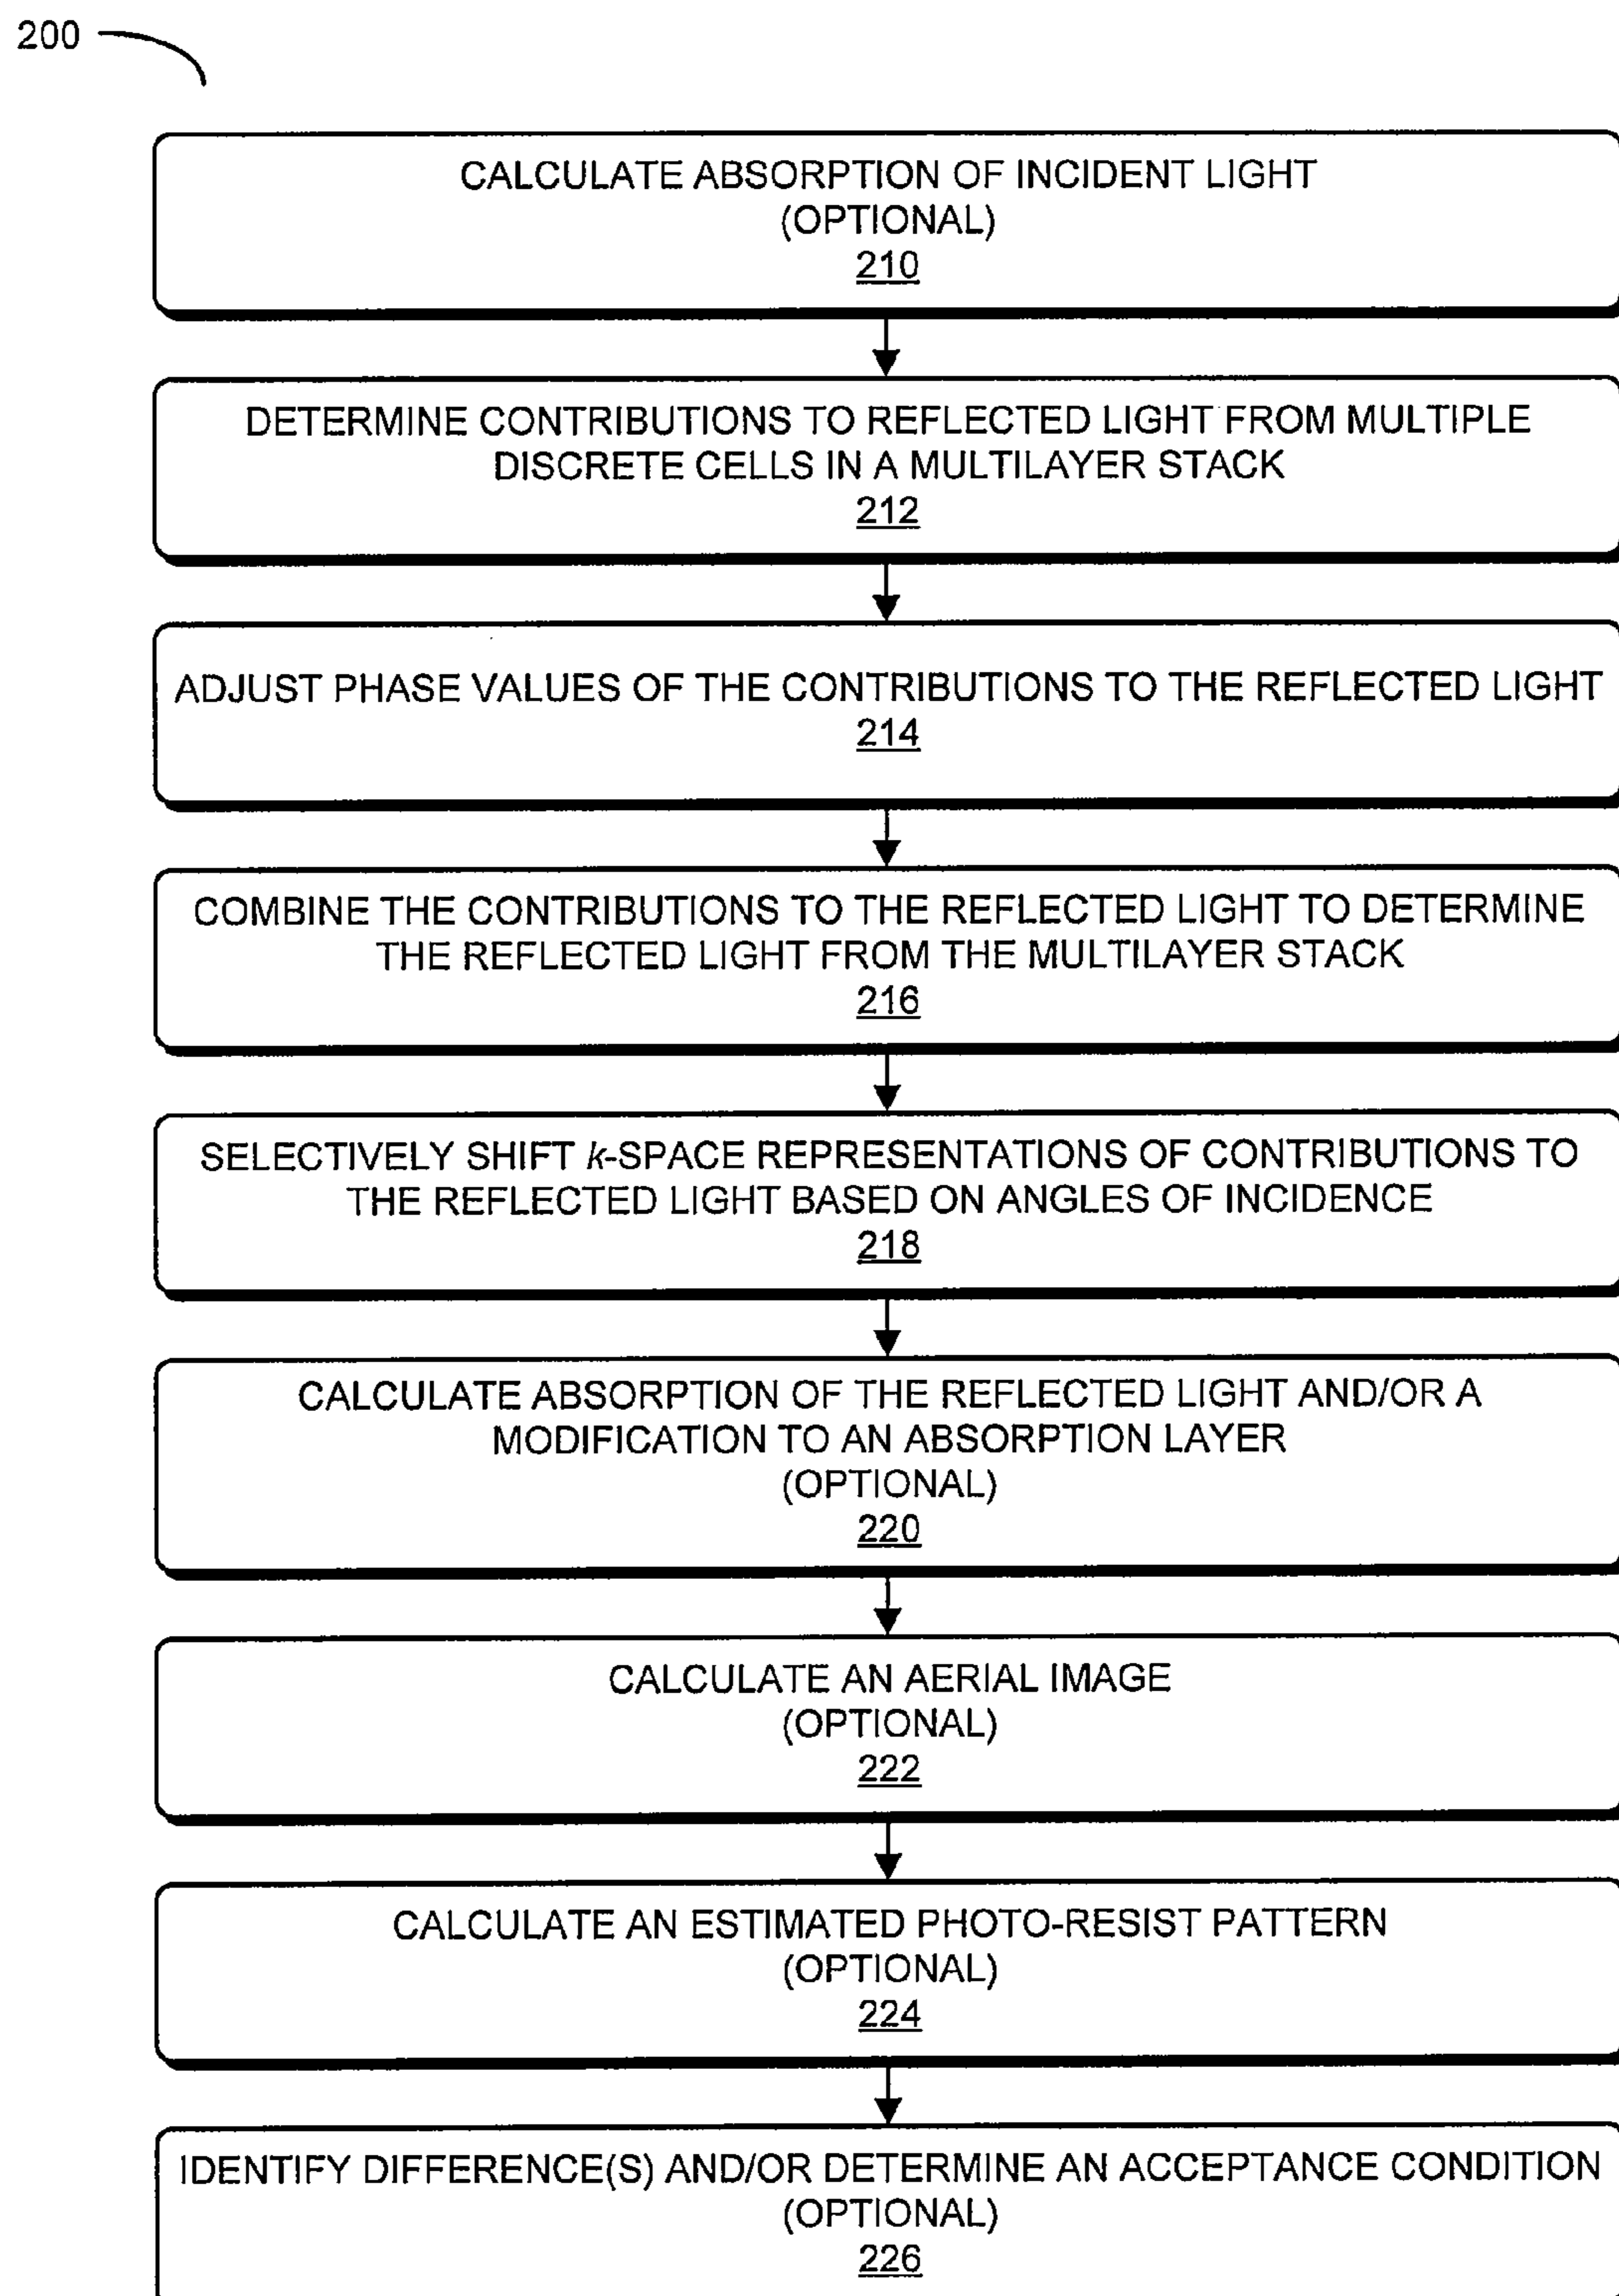 200
CALCULATE ABSORPTION OF INCIDENT LIGHT
(OPTIONAL)
210
DETERMINE CONTRIBUTIONS TO REFLECTED LIGHT FROM MULTIPLE
DISCRETE CELLS IN A MULTILAYER STACK
212
ADJUST PHASE VALUES OF THE CONTRIBUTIONS TO THE REFLECTED LIGHT
214
COMBINE THE CONTRIBUTIONS TO THE REFLECTED LIGHT TO DETERMINE
THE REFLECTED LIGHT FROM THE MULTILAYER STACK
216
SELECTIVELY SHIFT k-SPACE REPRESENTATIONS OF CONTRIBUTIONS TO
THE REFLECTED LIGHT BASED ON ANGLES OF INCIDENCE
218
CALCULATE ABSORPTION OF THE REFLECTED LIGHT AND/OR A
MODIFICATION TO AN ABSORPTION LAYER
(OPTIONAL)
220
CALCULATE AN AERIAL IMAGE
(OPTIONAL)
222
CALCULATE AN ESTIMATED PHOTO-RESIST PATTERN
(OPTIONAL)
224
IDENTIFY DIFFERENCE(S) AND/OR DETERMINE AN ACCEPTANCE CONDITION
(OPTIONAL)
226